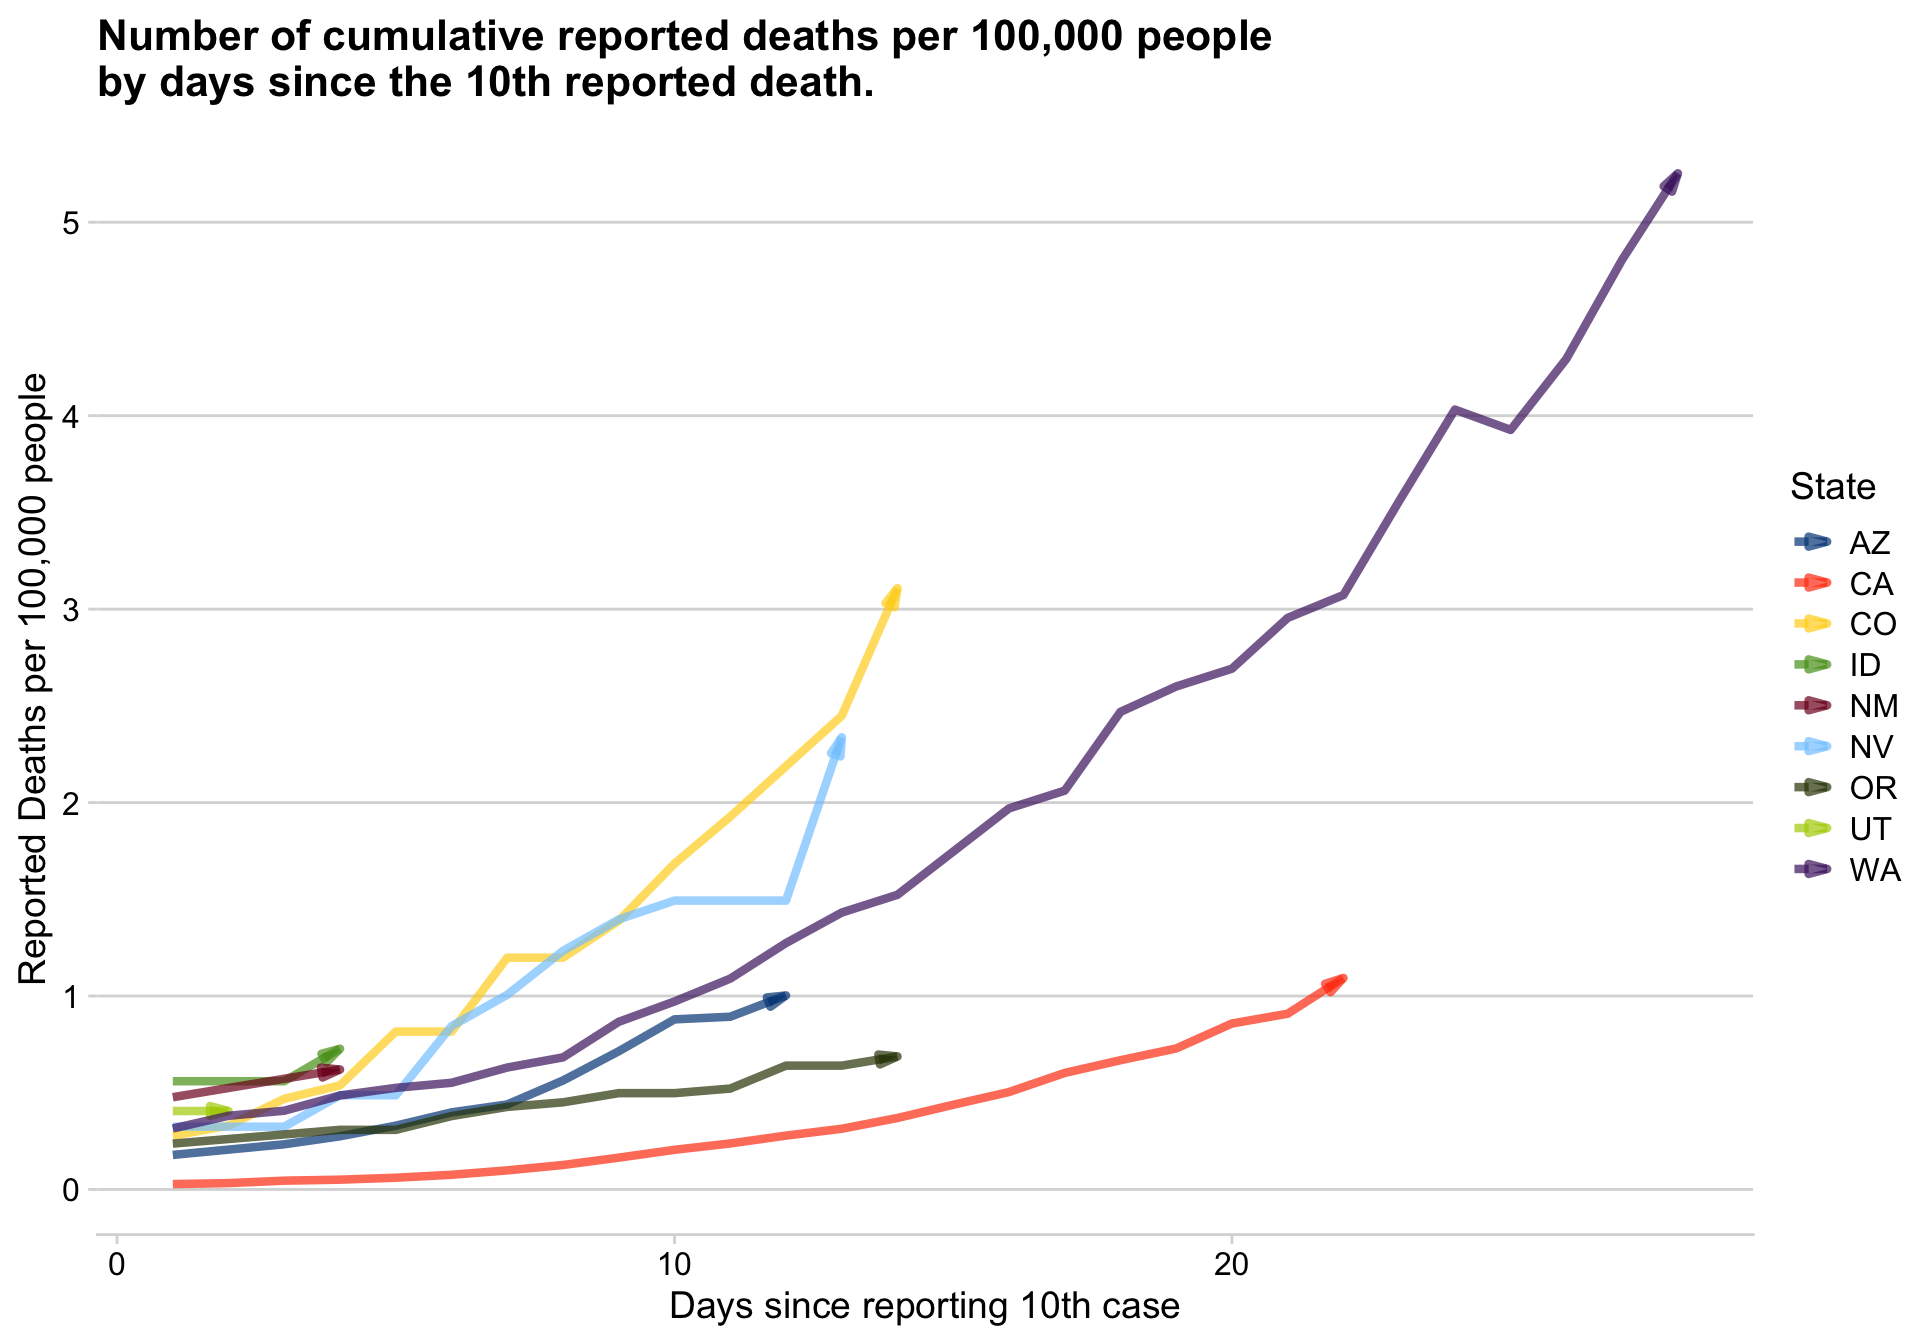 Number of cumulative reported deaths per 100,000 people
by days since the 10th reported death.
Reported Deaths per 100,000 people
5
4
3
2
1
0
0 10 20
Days since reporting 10th case
State
AZ
CA
CO
ID
NM
NV
OR
UT
WA